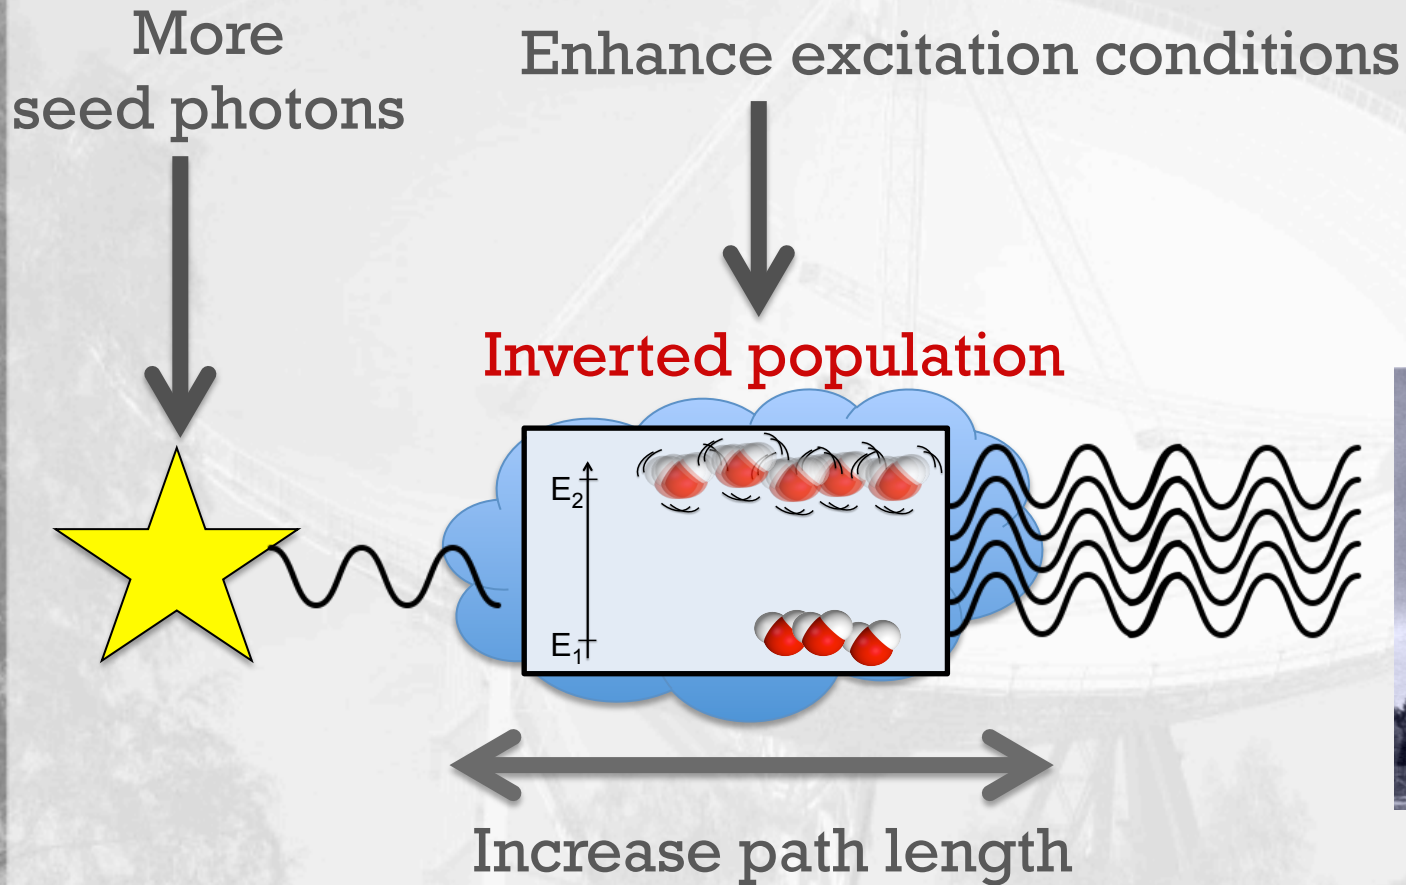 More
seed photons
Enhance excitation conditions
Inverted population
E₂
E₁
Increase path length